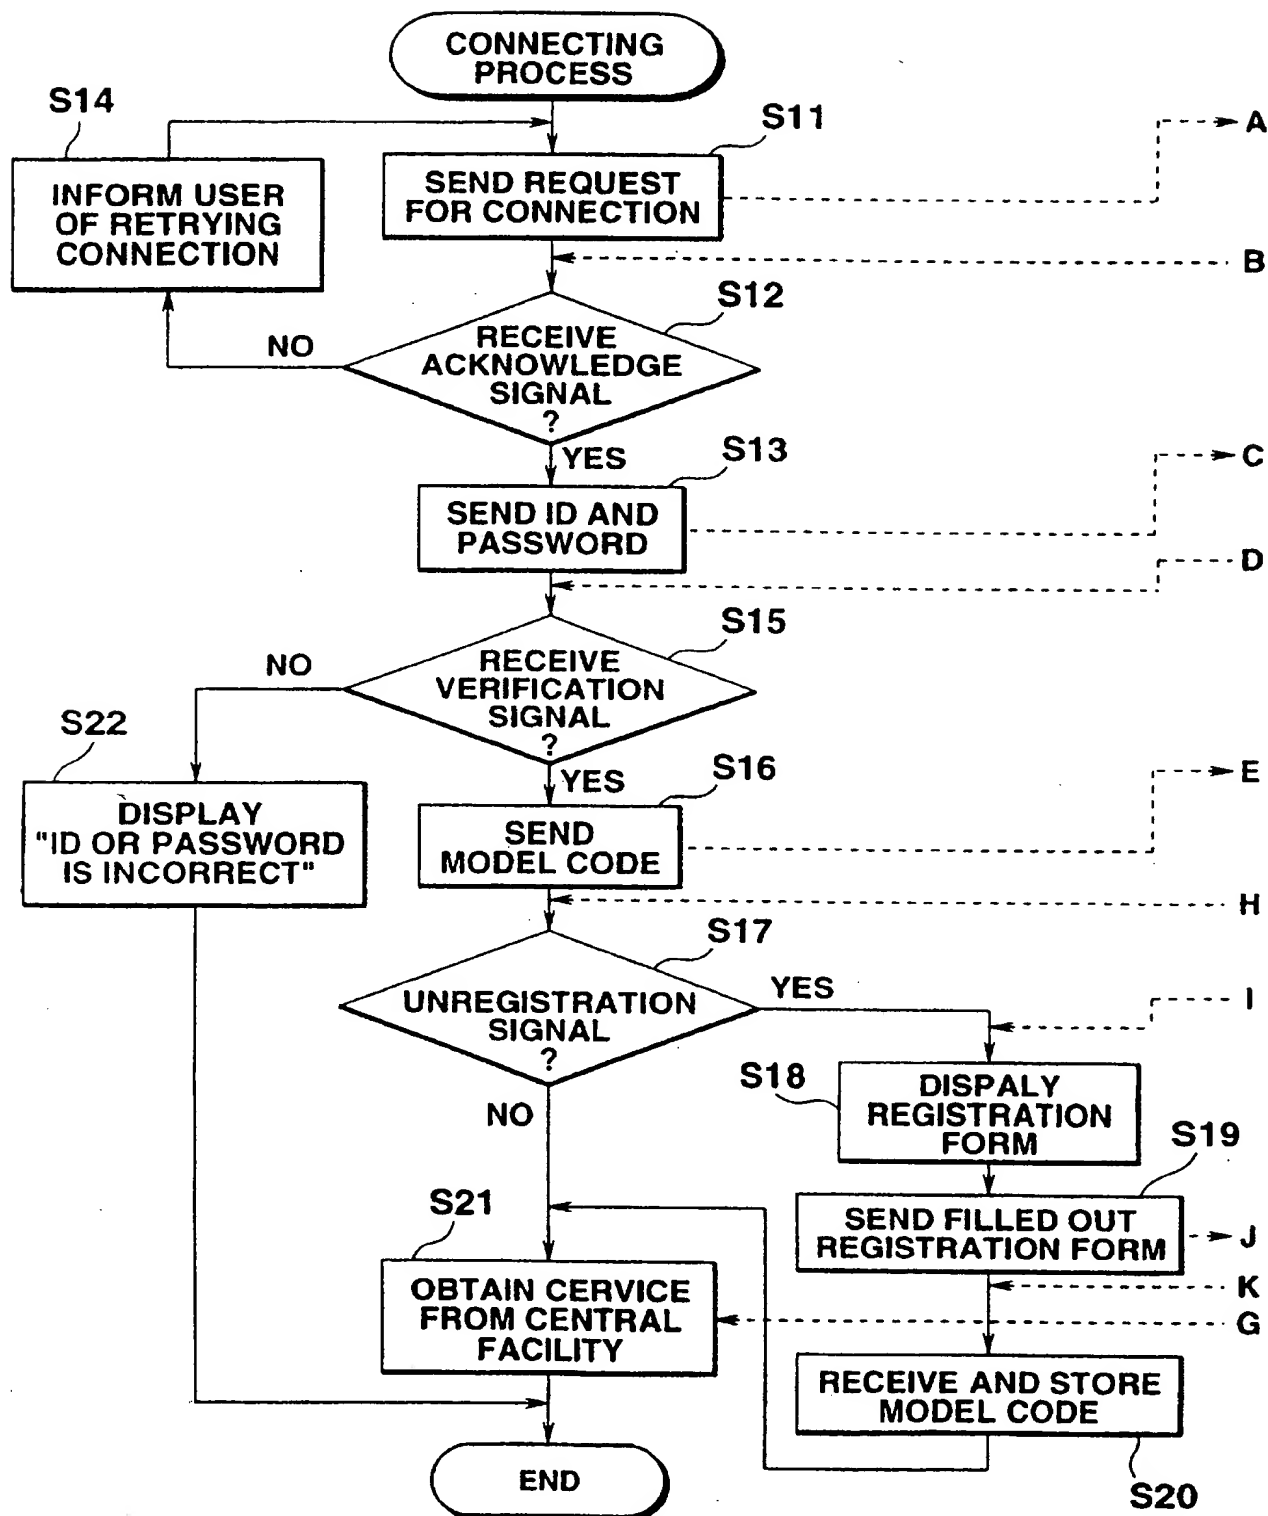 CONNECTING
PROCESS
S14
S11
A
INFORM USER
OF RETRYING
CONNECTION
SEND REQUEST
FOR CONNECTION
B
S12
NO
RECEIVE
ACKNOWLEDGE
SIGNAL
?
YES
S13
C
SEND ID AND
PASSWORD
D
S15
NO
RECEIVE
VERIFICATION
SIGNAL
?
S22
YES
S16
E
DISPLAY
"ID OR PASSWORD
IS INCORRECT"
SEND
MODEL CODE
H
S17
UNREGISTRATION
SIGNAL
?
YES
I
NO
S18
DISPALY
REGISTRATION
FORM
S19
S21
SEND FILLED OUT
REGISTRATION FORM
J
K
OBTAIN CERVICE
FROM CENTRAL
FACILITY
G
RECEIVE AND STORE
MODEL CODE
END
S20